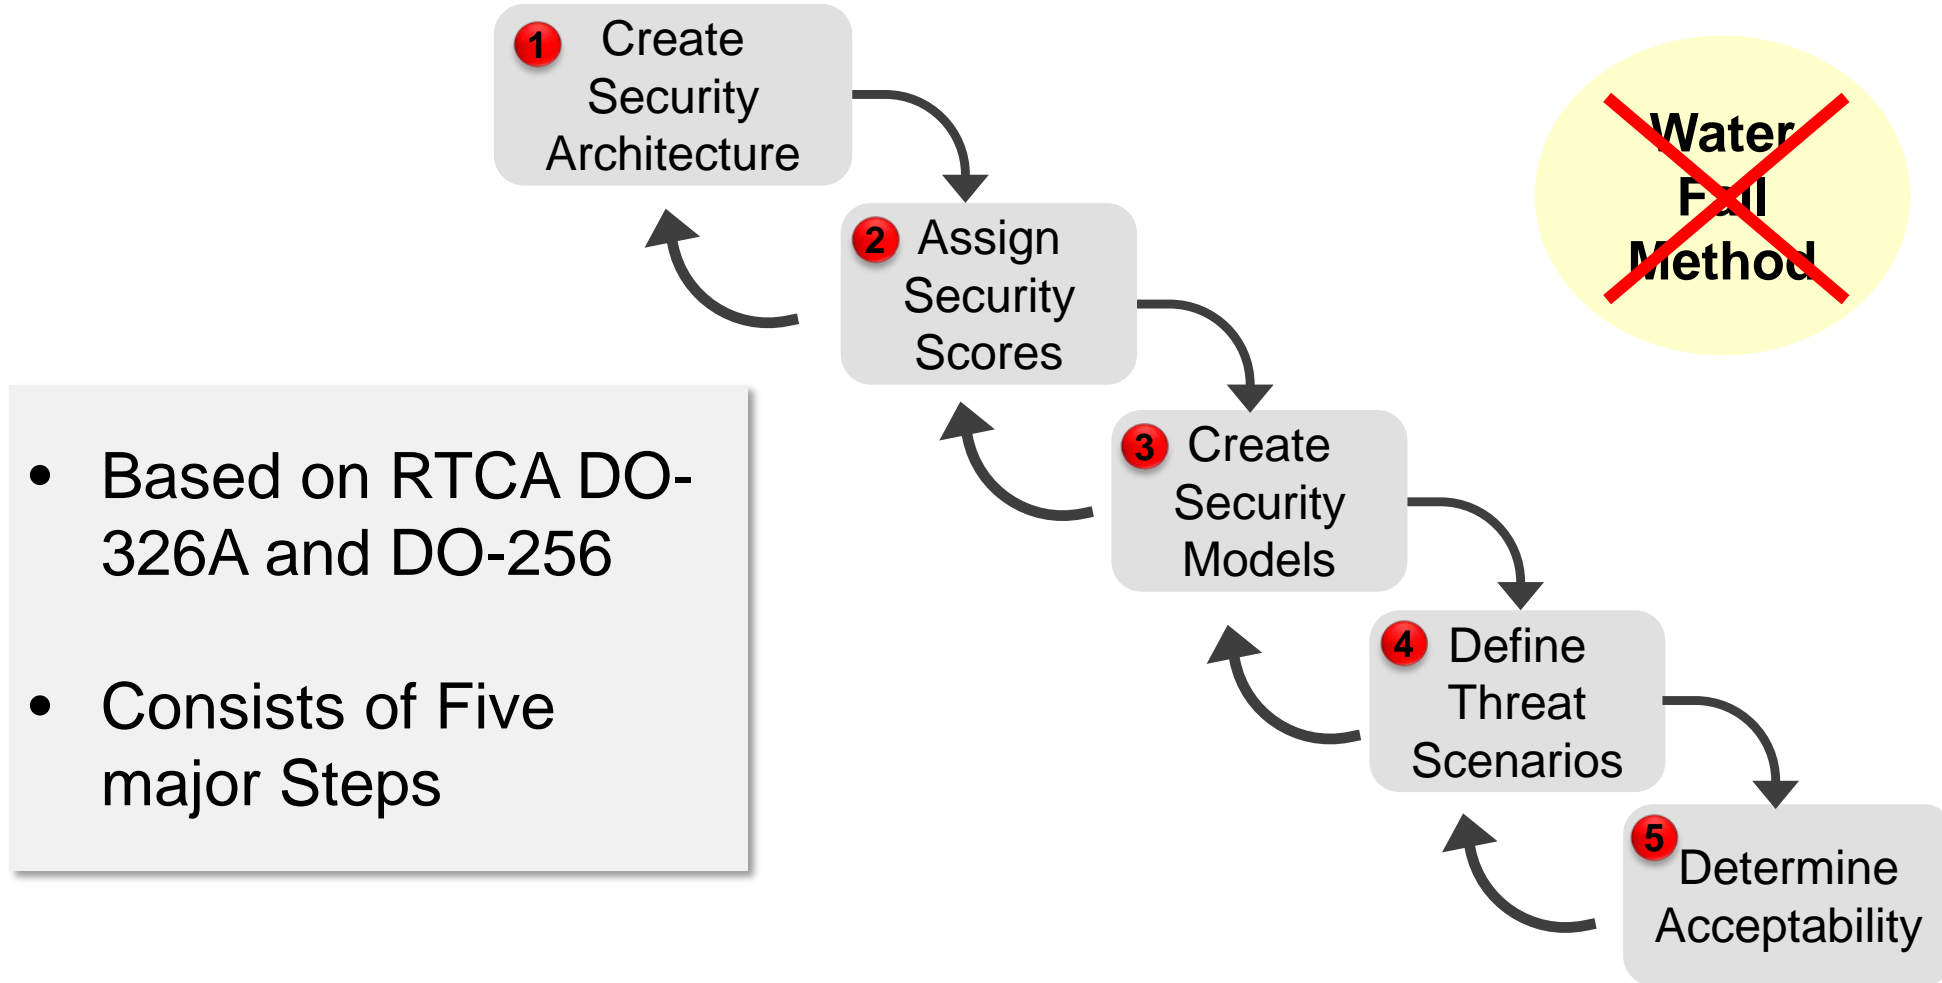 1 Create
Security
Architecture
Water
Fall
Method
2 Assign
Security
Scores
3 Create
Security
Models
• Based on RTCA DO-
326A and DO-256
• Consists of Five
major Steps
4 Define
Threat
Scenarios
5
Determine
Acceptability